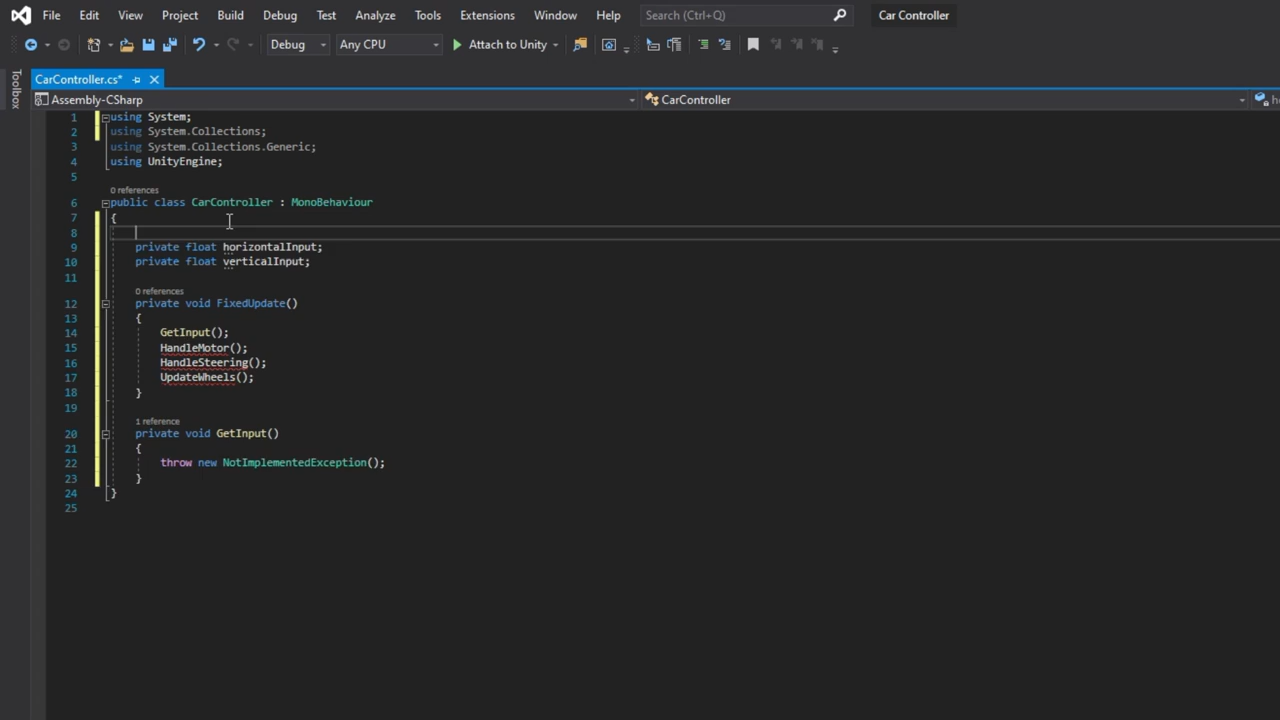 File Edit View Project Build Debug Test Analyze Tools Extensions Window Help Search (Ctrl+Q) Car Controller
Debug Any CPU Attach to Unity
Toolbox
CarController.cs*
Assembly-CSharp CarController
1 using System;
2 using System.Collections;
3 using System.Collections.Generic;
4 using UnityEngine;
5
0 references
6 public class CarController : MonoBehaviour
7 {
8
9 private float horizontalInput;
10 private float verticalInput;
11
0 references
12 private void FixedUpdate()
13 {
14 GetInput();
15 HandleMotor();
16 HandleSteering();
17 UpdateWheels();
18 }
19
1 reference
20 private void GetInput()
21 {
22 throw new NotImplementedException();
23 }
24 }
25